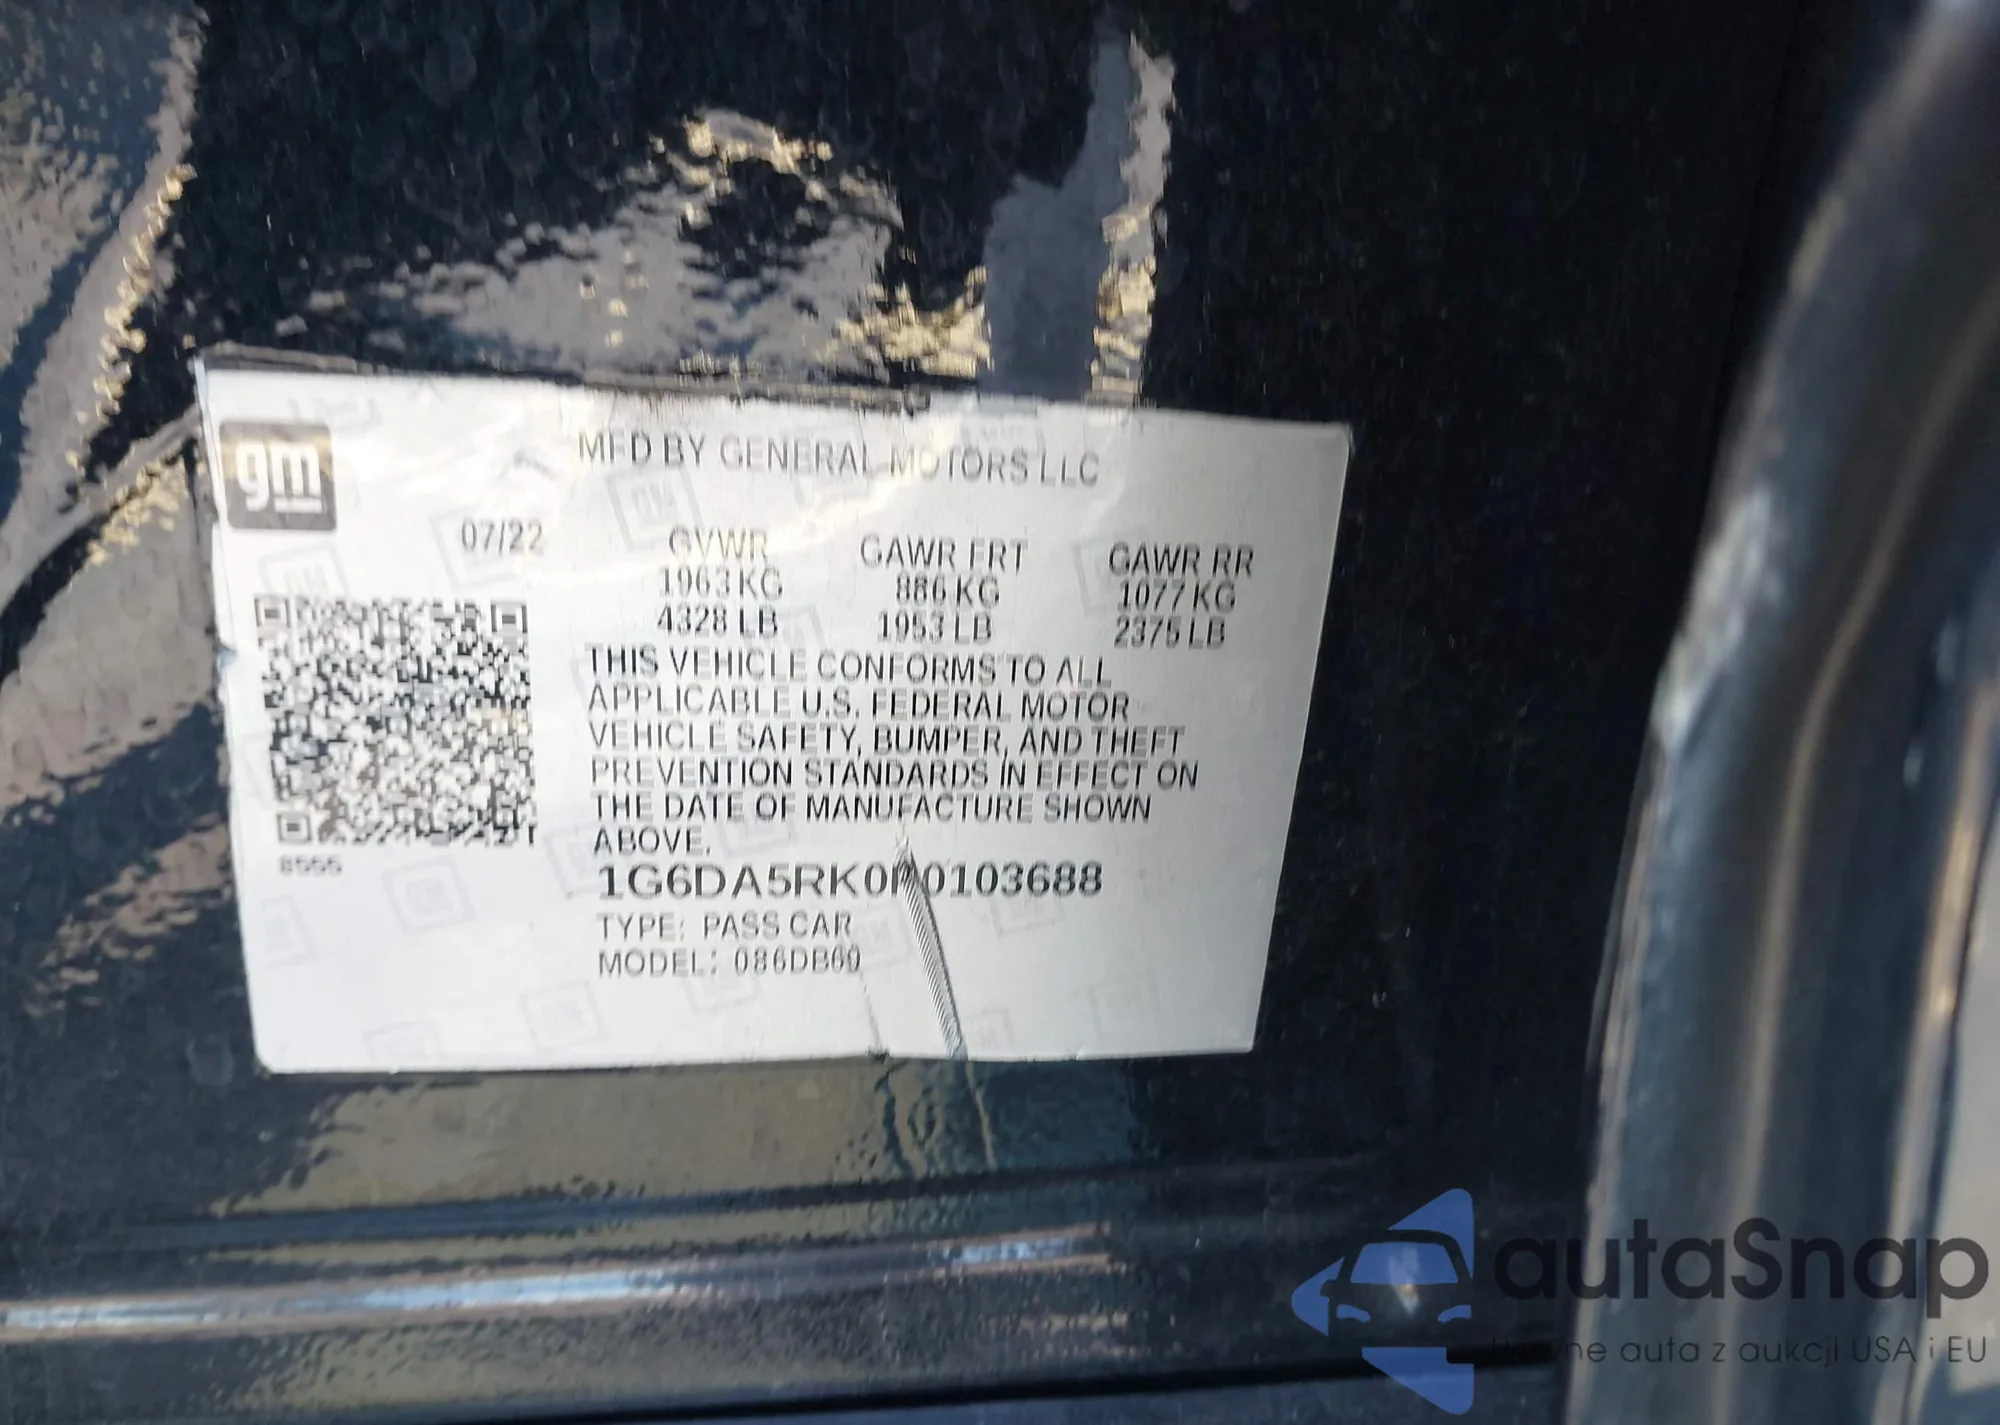 gm
MFD BY GENERAL MOTORS LLC
07/22
GVWR GAWR FRT GAWR RR
1963 KG 886 KG 1077 KG
4328 LB 1953 LB 2375 LB
THIS VEHICLE CONFORMS TO ALL
APPLICABLE U.S. FEDERAL MOTOR
VEHICLE SAFETY, BUMPER, AND THEFT
PREVENTION STANDARDS IN EFFECT ON
THE DATE OF MANUFACTURE SHOWN
ABOVE.
8555
TYPE: PASS CAR
MODEL: 086DB69
autaSnap
auta z aukcji USA i EU